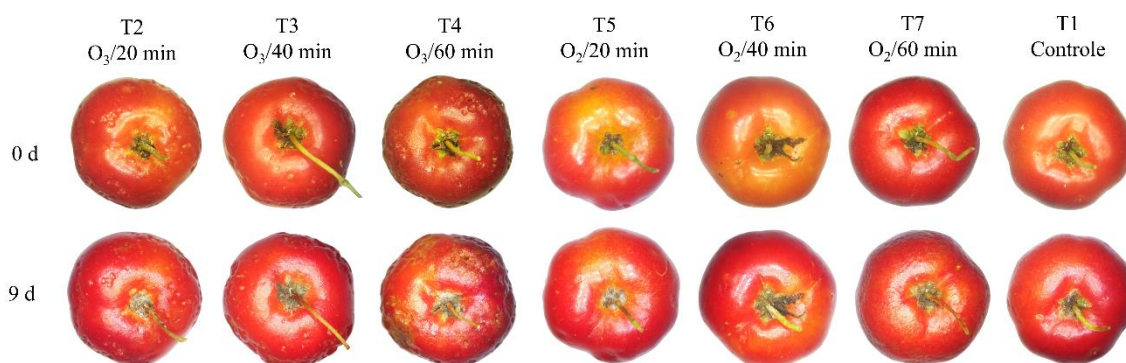 T2 T3 T4 T5 T6 T7 T1
O₃/20 min O₃/40 min O₃/60 min O₂/20 min O₂/40 min O₂/60 min Controle
0 d
9 d